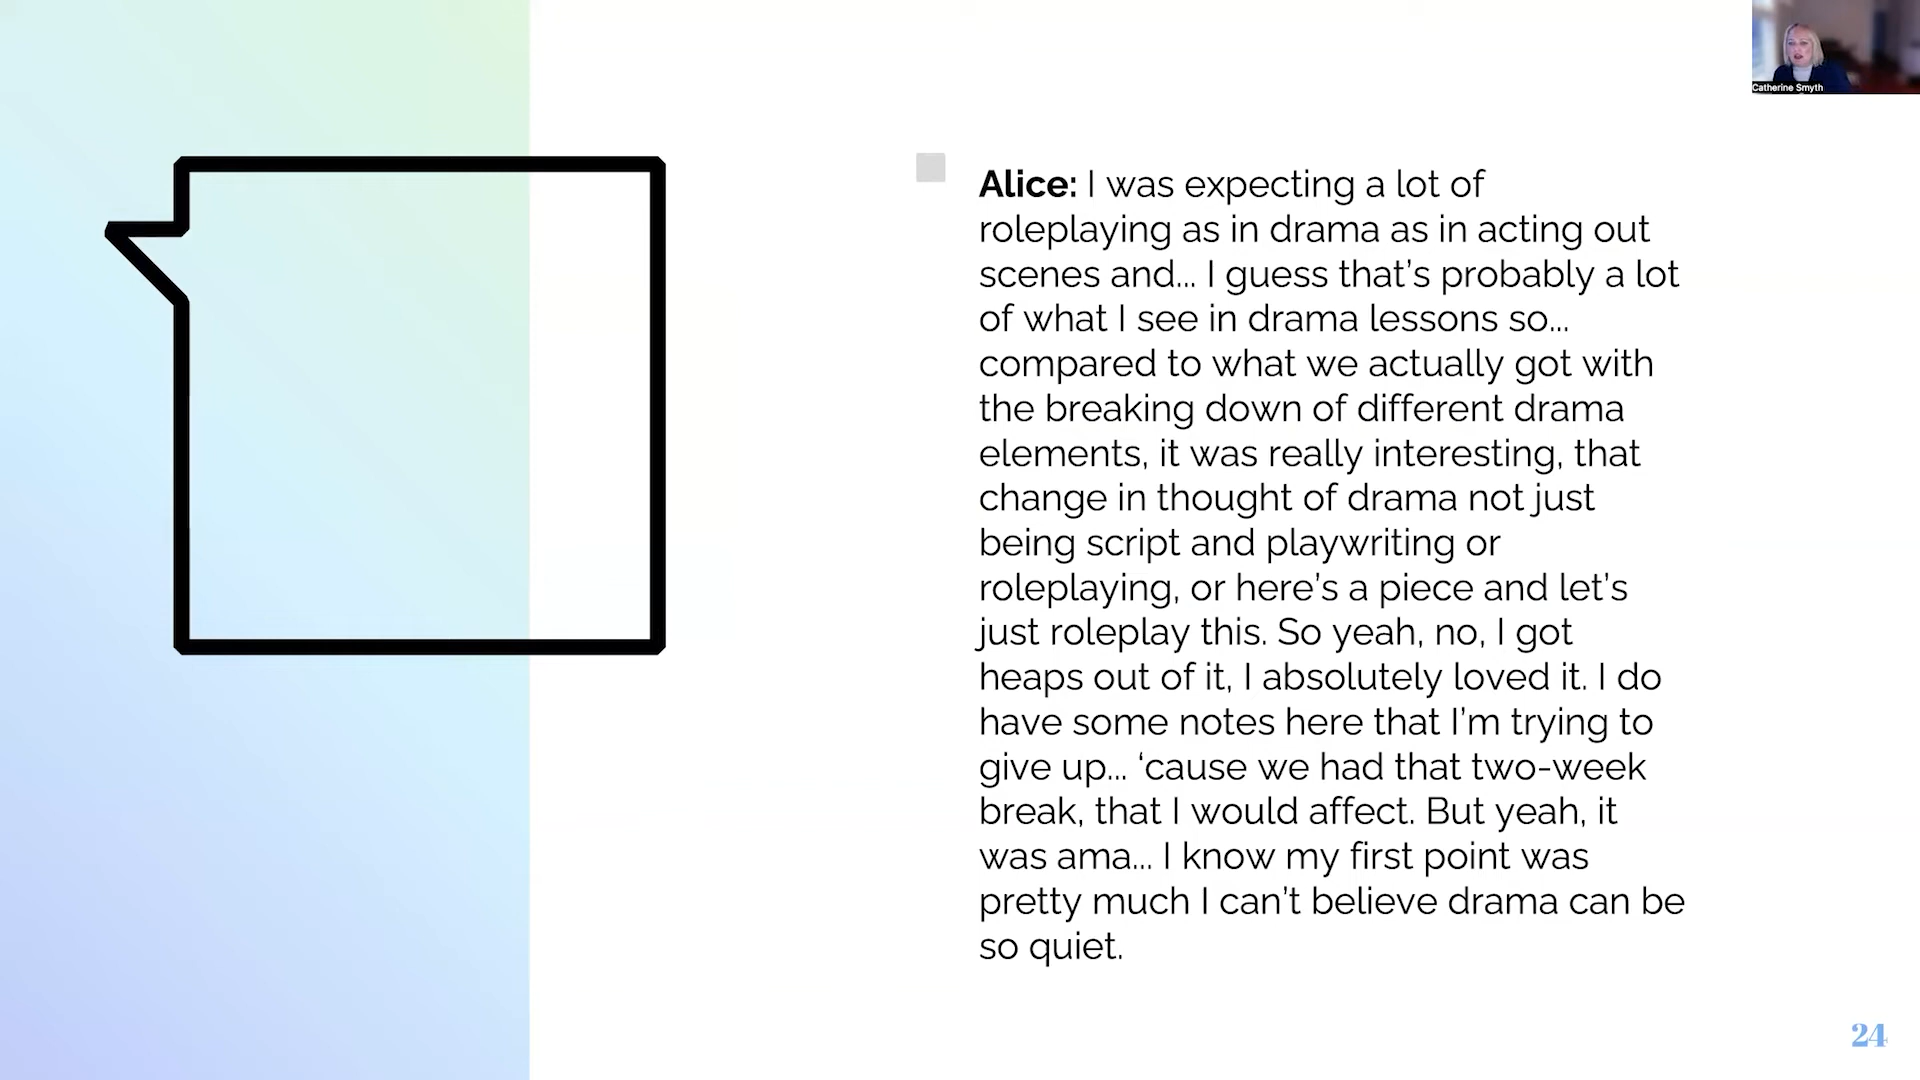 Catherine Smyth
Alice: I was expecting a lot of
roleplaying as in drama as in acting out
scenes and... I guess that’s probably a lot
of what I see in drama lessons so...
compared to what we actually got with
the breaking down of different drama
elements, it was really interesting, that
change in thought of drama not just
being script and playwriting or
roleplaying, or here’s a piece and let’s
just roleplay this. So yeah, no, I got
heaps out of it, I absolutely loved it. I do
have some notes here that I’m trying to
give up... ‘cause we had that two-week
break, that I would affect. But yeah, it
was ama... I know my first point was
pretty much I can’t believe drama can be
so quiet.
24